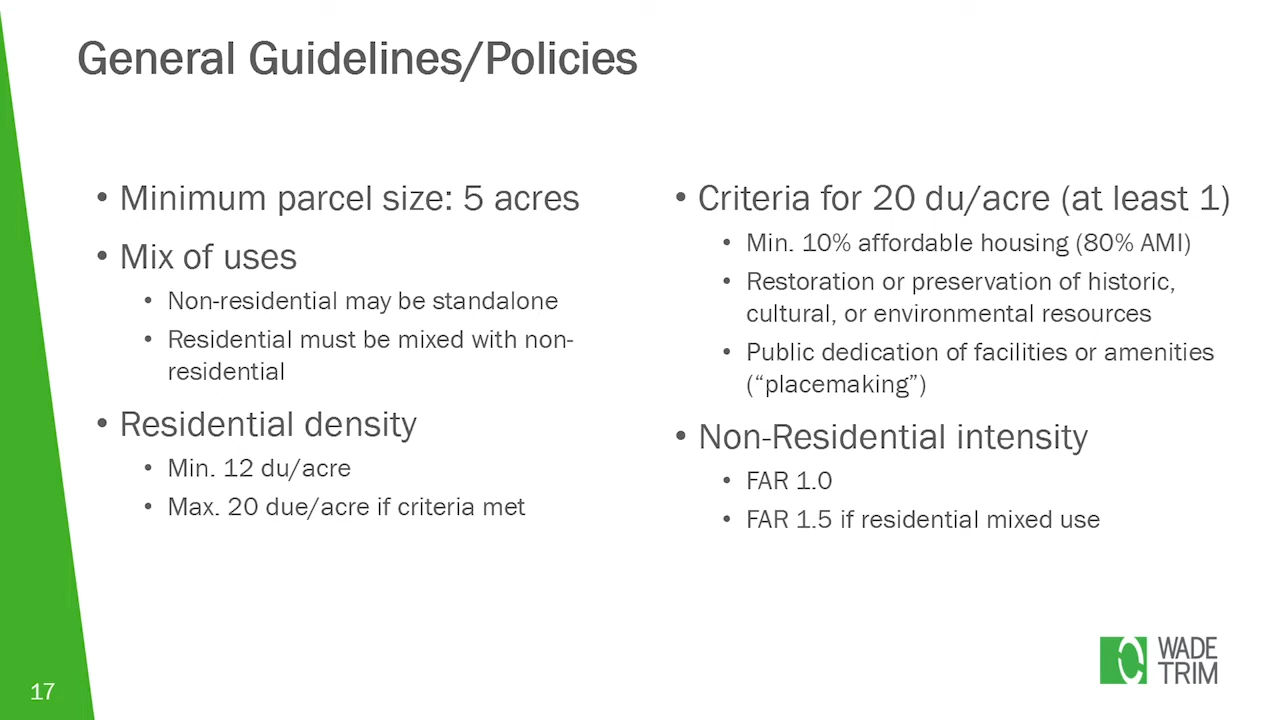 General Guidelines/Policies
• Minimum parcel size: 5 acres
• Mix of uses
• Non-residential may be standalone
• Residential must be mixed with non-
residential
• Residential density
• Min. 12 du/acre
• Max. 20 due/acre if criteria met
• Criteria for 20 du/acre (at least 1)
• Min. 10% affordable housing (80% AMI)
• Restoration or preservation of historic,
cultural, or environmental resources
• Public dedication of facilities or amenities
(“placemaking”)
• Non-Residential intensity
• FAR 1.0
• FAR 1.5 if residential mixed use
WADE
TRIM
17